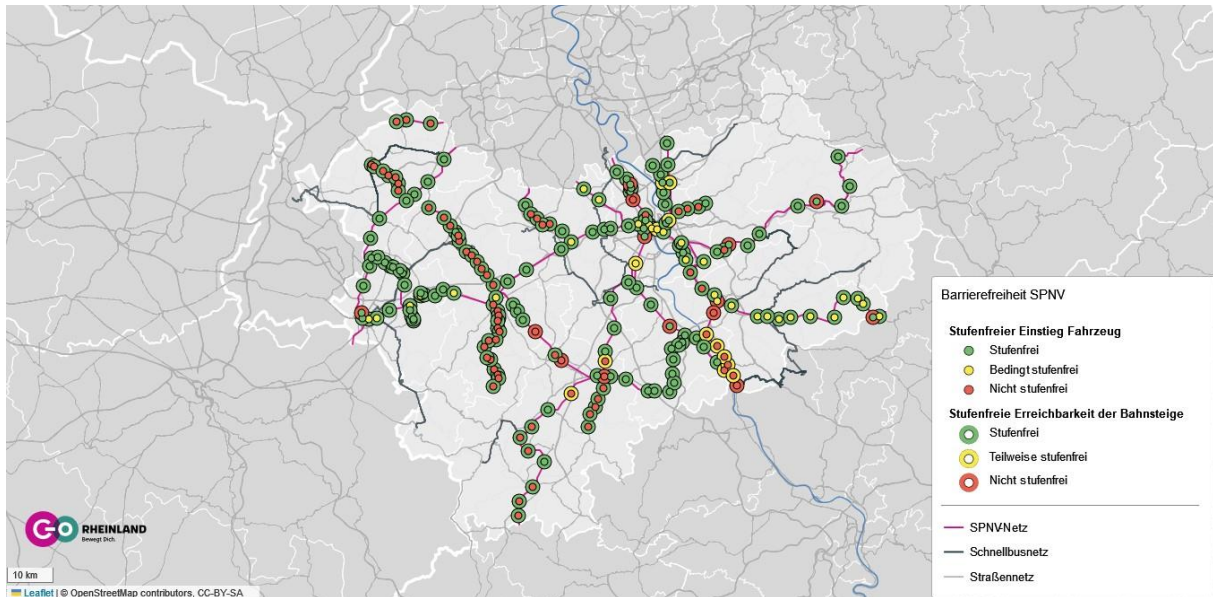 Barrierefreiheit SPNV
Stufenfreier Einstieg Fahrzeug
Stufenfrei
Bedingt stufenfrei
Nicht stufenfrei
Stufenfreie Erreichbarkeit der Bahnsteige
Stufenfrei
Teilweise stufenfrei
Nicht stufenfrei
SPNV-Netz
Schnellbusnetz
Straßennetz
GO RHEINLAND
Bewegt Dich.
10 km
Leaflet | © OpenStreetMap contributors, CC-BY-SA